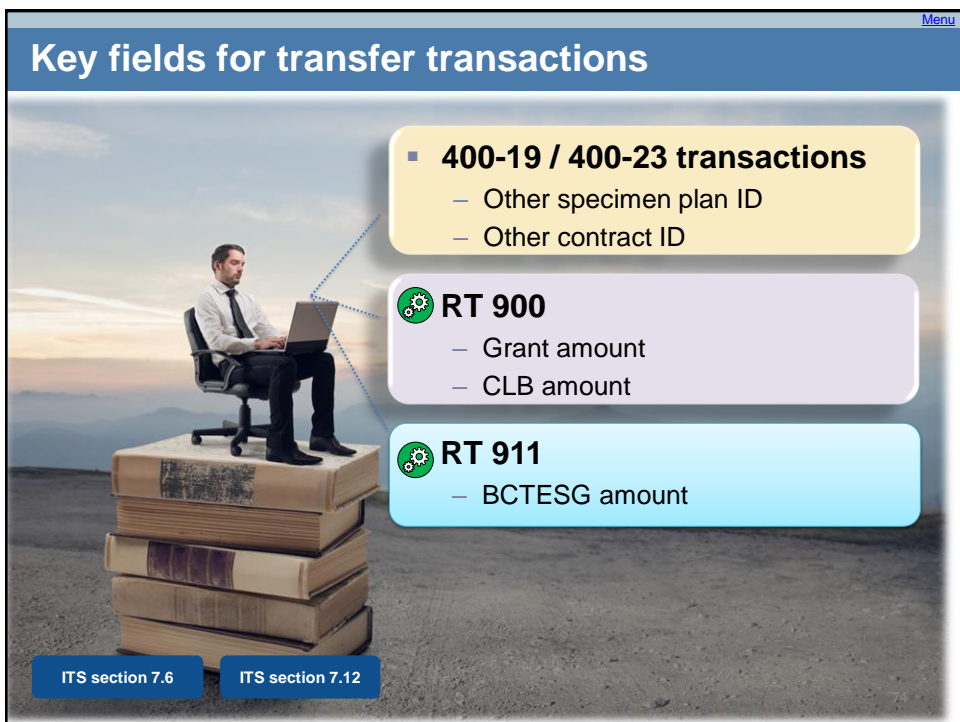 Menu
Key fields for transfer transactions
▪ 400-19 / 400-23 transactions
– Other specimen plan ID
– Other contract ID
RT 900
– Grant amount
– CLB amount
RT 911
– BCTESG amount
ITS section 7.6
ITS section 7.12
74